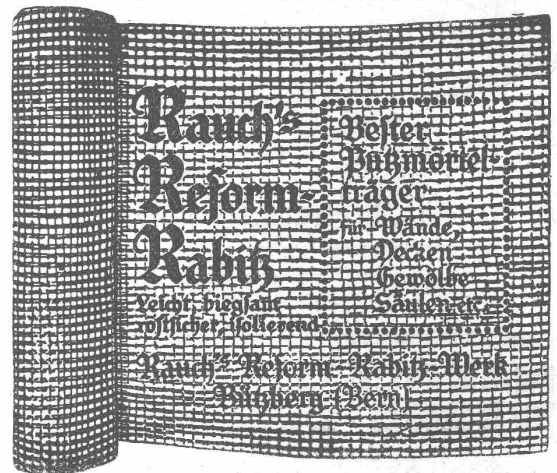 Rauch's
Reform-
Rabitz
Leicht, biegsam
rostsicher, isolierend.
Bester
Putzmörtel-
träger
für Wände,
Decken
Gewölbe
Säulen etc.
Rauch's Reform-Rabitz-Werk
Bützberg (Bern)